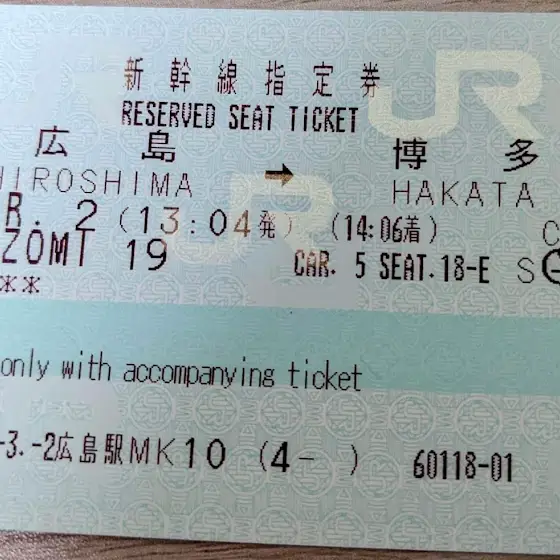 新幹線指定券
RESERVED SEAT TICKET
広島 → 博多
HIROSHIMA HAKATA
R. 2 (13:04発) (14:06着) C
ZOMI 19 CAR. 5 SEAT.18-E S
**
only with accompanying ticket
-3.-2広島駅MK10 (4- ) 60118-01
JR
JR